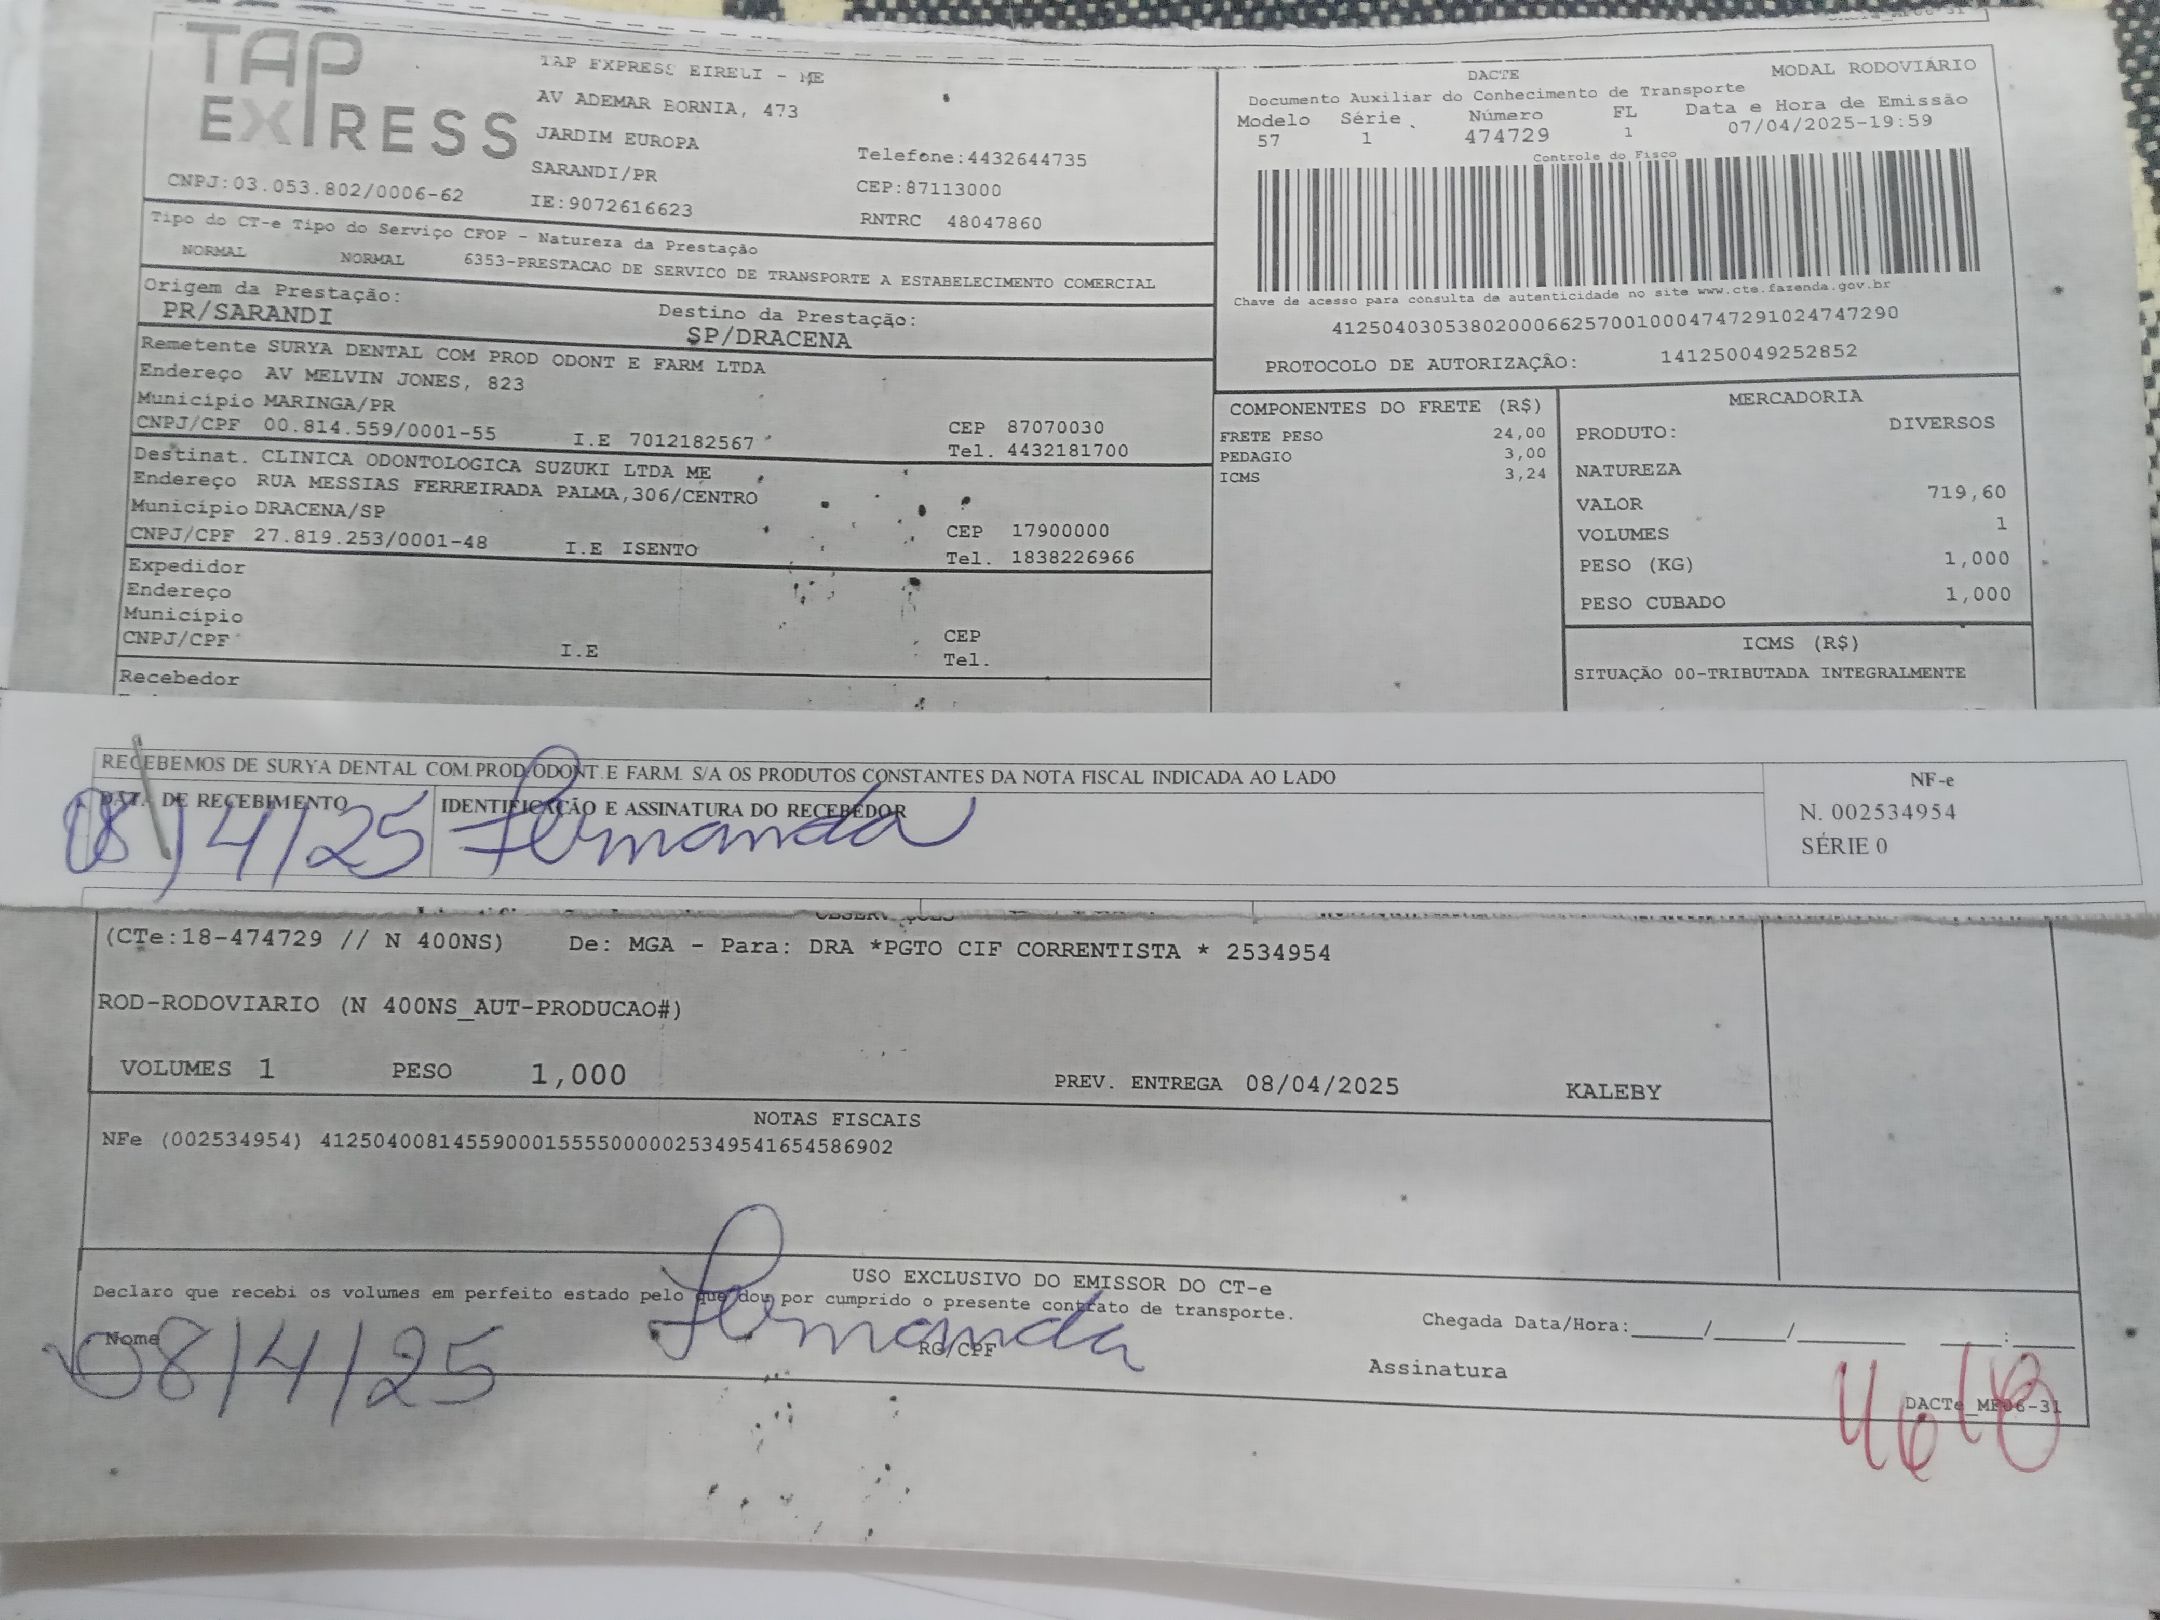 TAP EXPRESS
TAP EXPRESS EIRELI - ME
AV ADEMAR BORNIA, 473
JARDIM EUROPA
SARANDI/PR
IE:9072616623
Telefone:4432644735
CEP:87113000
RNTRC 48047860
CNPJ:03.053.802/0006-62
Tipo do CT-e Tipo do Serviço CFOP - Natureza da Prestação
NORMAL NORMAL 6353-PRESTACAO DE SERVICO DE TRANSPORTE A ESTABELECIMENTO COMERCIAL
Origem da Prestação: Destino da Prestação:
PR/SARANDI SP/DRACENA
Remetente SURYA DENTAL COM PROD ODONT E FARM LTDA
Endereço AV MELVIN JONES, 823
Município MARINGA/PR CEP 87070030
CNPJ/CPF 00.814.559/0001-55 I.E 7012182567 Tel. 4432181700
Destinat. CLINICA ODONTOLOGICA SUZUKI LTDA ME
Endereço RUA MESSIAS FERREIRADA PALMA,306/CENTRO
Município DRACENA/SP CEP 17900000
CNPJ/CPF 27.819.253/0001-48 I.E ISENTO Tel. 1838226966
Expedidor
Endereço
Município CEP
CNPJ/CPF I.E Tel.
Recebedor
DACTE MODAL RODOVIÁRIO
Documento Auxiliar do Conhecimento de Transporte
Modelo Série Número FL Data e Hora de Emissão
57 1 474729 1 07/04/2025-19:59
Controle do Fisco
Chave de acesso para consulta de autenticidade no site www.cte.fazenda.gov.br
41250403053802000662570010004747291024747290
PROTOCOLO DE AUTORIZAÇÃO: 141250049252852
COMPONENTES DO FRETE (R$)
FRETE PESO 24,00
PEDAGIO 3,00
ICMS 3,24
MERCADORIA
PRODUTO: DIVERSOS
NATUREZA
VALOR 719,60
VOLUMES 1
PESO (KG) 1,000
PESO CUBADO 1,000
ICMS (R$)
SITUAÇÃO 00-TRIBUTADA INTEGRALMENTE
RECEBEMOS DE SURYA DENTAL COM.PROD.ODONT.E FARM. S/A OS PRODUTOS CONSTANTES DA NOTA FISCAL INDICADA AO LADO
DATA DE RECEBIMENTO IDENTIFICAÇÃO E ASSINATURA DO RECEBEDOR
08/4/25 Fernanda
NF-e
N. 002534954
SÉRIE 0
(CTe:18-474729 // N 400NS) De: MGA - Para: DRA *PGTO CIF CORRENTISTA * 2534954
ROD-RODOVIARIO (N 400NS_AUT-PRODUCAO#)
VOLUMES 1 PESO 1,000 PREV. ENTREGA 08/04/2025 KALEBY
NOTAS FISCAIS
NFe (002534954) 41250400814559000155550000025349541654586902
USO EXCLUSIVO DO EMISSOR DO CT-e
Declaro que recebi os volumes em perfeito estado pelo que dou por cumprido o presente contrato de transporte.
Chegada Data/Hora:_____/_____/________ ____:____
Nome RG/CPF Assinatura
08/4/25 Fernanda